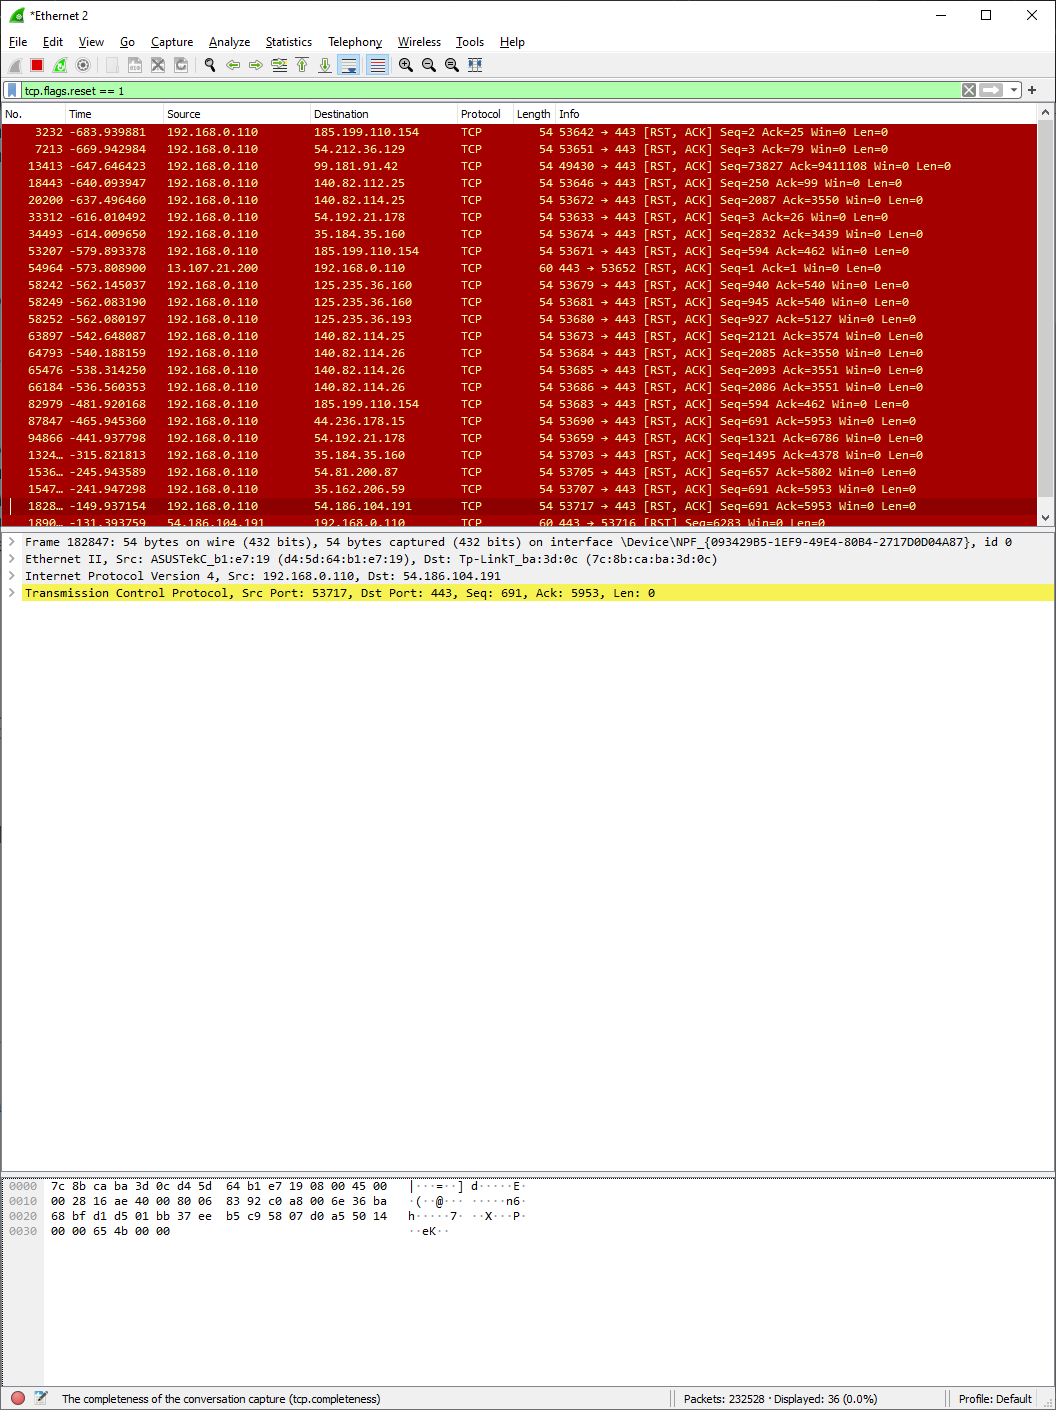 *Ethernet 2
File Edit View Go Capture Analyze Statistics Telephony Wireless Tools Help
tcp.flags.reset == 1
No. Time Source Destination Protocol Length Info
3232 -683.939881 192.168.0.110 185.199.110.154 TCP 54 53642 → 443 [RST, ACK] Seq=2 Ack=25 Win=0 Len=0
7213 -669.942984 192.168.0.110 54.212.36.129 TCP 54 53651 → 443 [RST, ACK] Seq=3 Ack=79 Win=0 Len=0
13413 -647.646423 192.168.0.110 99.181.91.42 TCP 54 49430 → 443 [RST, ACK] Seq=73827 Ack=9411108 Win=0 Len=0
18443 -640.093947 192.168.0.110 140.82.112.25 TCP 54 53646 → 443 [RST, ACK] Seq=250 Ack=99 Win=0 Len=0
20200 -637.496460 192.168.0.110 140.82.114.25 TCP 54 53672 → 443 [RST, ACK] Seq=2087 Ack=3550 Win=0 Len=0
33312 -616.010492 192.168.0.110 54.192.21.178 TCP 54 53633 → 443 [RST, ACK] Seq=3 Ack=26 Win=0 Len=0
34493 -614.009650 192.168.0.110 35.184.35.160 TCP 54 53674 → 443 [RST, ACK] Seq=2832 Ack=3439 Win=0 Len=0
53207 -579.893378 192.168.0.110 185.199.110.154 TCP 54 53671 → 443 [RST, ACK] Seq=594 Ack=462 Win=0 Len=0
54964 -573.808900 13.107.21.200 192.168.0.110 TCP 60 443 → 53652 [RST, ACK] Seq=1 Ack=1 Win=0 Len=0
58242 -562.145037 192.168.0.110 125.235.36.160 TCP 54 53679 → 443 [RST, ACK] Seq=940 Ack=540 Win=0 Len=0
58249 -562.083190 192.168.0.110 125.235.36.160 TCP 54 53681 → 443 [RST, ACK] Seq=945 Ack=540 Win=0 Len=0
58252 -562.080197 192.168.0.110 125.235.36.193 TCP 54 53680 → 443 [RST, ACK] Seq=927 Ack=5127 Win=0 Len=0
63897 -542.648087 192.168.0.110 140.82.114.25 TCP 54 53673 → 443 [RST, ACK] Seq=2121 Ack=3574 Win=0 Len=0
64793 -540.188159 192.168.0.110 140.82.114.26 TCP 54 53684 → 443 [RST, ACK] Seq=2085 Ack=3550 Win=0 Len=0
65476 -538.314250 192.168.0.110 140.82.114.26 TCP 54 53685 → 443 [RST, ACK] Seq=2093 Ack=3551 Win=0 Len=0
66184 -536.560353 192.168.0.110 140.82.114.26 TCP 54 53686 → 443 [RST, ACK] Seq=2086 Ack=3551 Win=0 Len=0
82979 -481.920168 192.168.0.110 185.199.110.154 TCP 54 53683 → 443 [RST, ACK] Seq=594 Ack=462 Win=0 Len=0
87847 -465.945360 192.168.0.110 44.236.178.15 TCP 54 53690 → 443 [RST, ACK] Seq=691 Ack=5953 Win=0 Len=0
94866 -441.937798 192.168.0.110 54.192.21.178 TCP 54 53659 → 443 [RST, ACK] Seq=1321 Ack=6786 Win=0 Len=0
1324… -315.821813 192.168.0.110 35.184.35.160 TCP 54 53703 → 443 [RST, ACK] Seq=1495 Ack=4378 Win=0 Len=0
1536… -245.943589 192.168.0.110 54.81.200.87 TCP 54 53705 → 443 [RST, ACK] Seq=657 Ack=5802 Win=0 Len=0
1547… -241.947298 192.168.0.110 35.162.206.59 TCP 54 53707 → 443 [RST, ACK] Seq=691 Ack=5953 Win=0 Len=0
1828… -149.937154 192.168.0.110 54.186.104.191 TCP 54 53717 → 443 [RST, ACK] Seq=691 Ack=5953 Win=0 Len=0
1890… -131.393759 54.186.104.191 192.168.0.110 TCP 60 443 → 53716 [RST] Seq=6283 Win=0 Len=0
Frame 182847: 54 bytes on wire (432 bits), 54 bytes captured (432 bits) on interface \Device\NPF_{093429B5-1EF9-49E4-80B4-2717D0D04A87}, id 0
Ethernet II, Src: ASUSTekC_b1:e7:19 (d4:5d:64:b1:e7:19), Dst: Tp-LinkT_ba:3d:0c (7c:8b:ca:ba:3d:0c)
Internet Protocol Version 4, Src: 192.168.0.110, Dst: 54.186.104.191
Transmission Control Protocol, Src Port: 53717, Dst Port: 443, Seq: 691, Ack: 5953, Len: 0
0000 7c 8b ca ba 3d 0c d4 5d 64 b1 e7 19 08 00 45 00 |···=··] d·····E·
0010 00 28 16 ae 40 00 80 06 83 92 c0 a8 00 6e 36 ba ·(··@··· ·····n6·
0020 68 bf d1 d5 01 bb 37 ee b5 c9 58 07 d0 a5 50 14 h·····7· ··X···P·
0030 00 00 65 4b 00 00 ··eK··
The completeness of the conversation capture (tcp.completeness) Packets: 232528 · Displayed: 36 (0.0%) Profile: Default